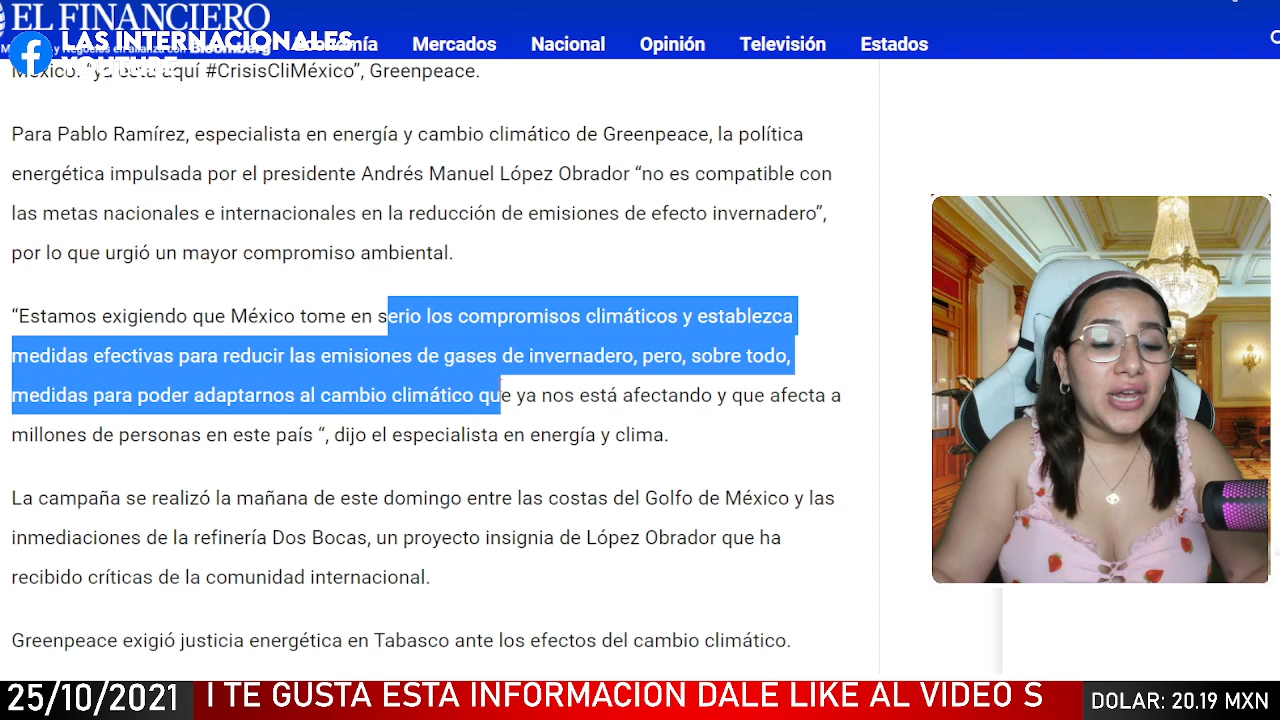 EL FINANCIERO
LAS INTERNACIONALES
YOUTUBE
Bloomberg
Economía Mercados Nacional Opinión Televisión Estados
México. “ya está aquí #CrisisCliMéxico”, Greenpeace.
Para Pablo Ramírez, especialista en energía y cambio climático de Greenpeace, la política
energética impulsada por el presidente Andrés Manuel López Obrador “no es compatible con
las metas nacionales e internacionales en la reducción de emisiones de efecto invernadero”,
por lo que urgió un mayor compromiso ambiental.
“Estamos exigiendo que México tome en serio los compromisos climáticos y establezca
medidas efectivas para reducir las emisiones de gases de invernadero, pero, sobre todo,
medidas para poder adaptarnos al cambio climático que ya nos está afectando y que afecta a
millones de personas en este país “, dijo el especialista en energía y clima.
La campaña se realizó la mañana de este domingo entre las costas del Golfo de México y las
inmediaciones de la refinería Dos Bocas, un proyecto insignia de López Obrador que ha
recibido críticas de la comunidad internacional.
Greenpeace exigió justicia energética en Tabasco ante los efectos del cambio climático.
25/10/2021 I TE GUSTA ESTA INFORMACION DALE LIKE AL VIDEO S DOLAR: 20.19 MXN